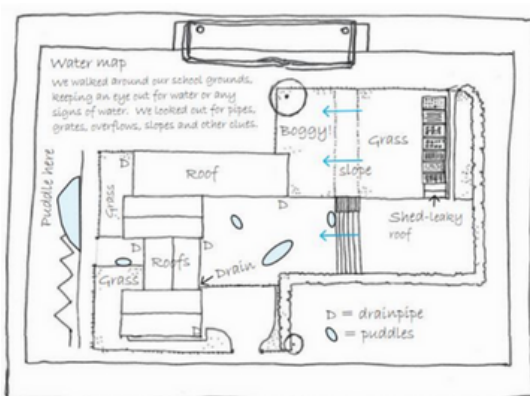 Water map
We walked around our school grounds,
keeping an eye out for water or any
signs of water. We looked out for pipes,
grates, overflows, slopes and other clues.
Puddle here
Boggy!
slope
Grass
D
Roof
Grass
D
Shed-leaky
roof
D
D
Roofs
Drain
Grass
D
D = drainpipe
= puddles